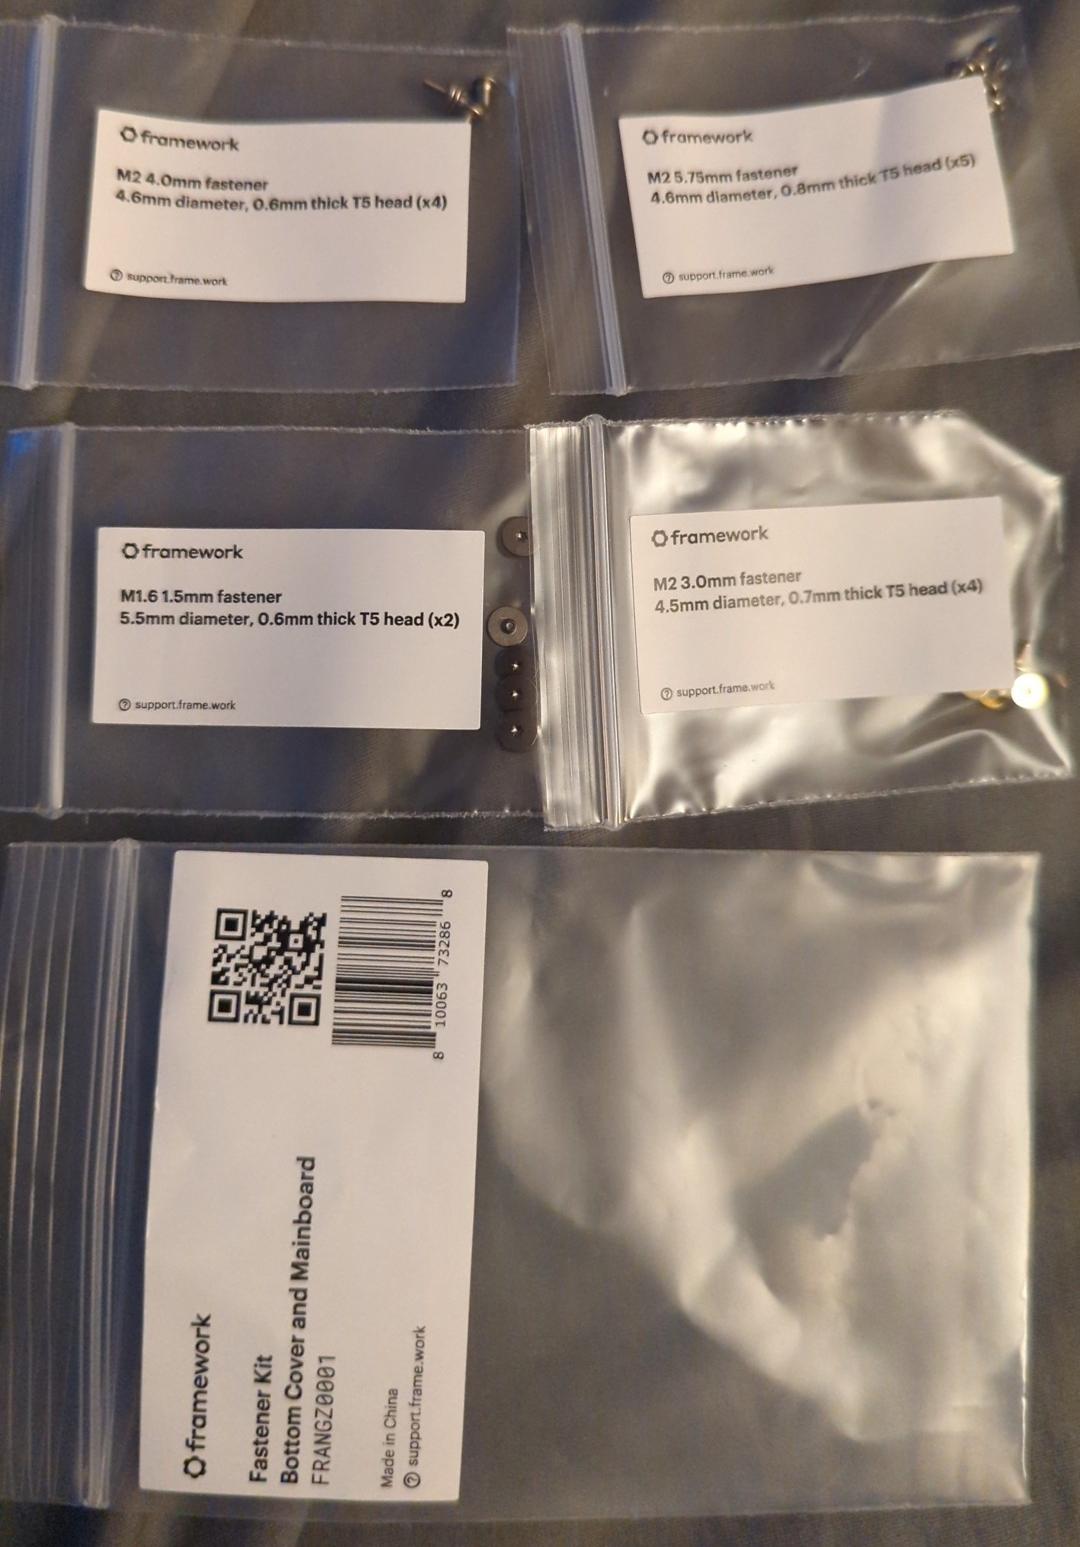 framework
M2 4.0mm fastener
4.6mm diameter, 0.6mm thick T5 head (x4)
support.frame.work
framework
M2 5.75mm fastener
4.6mm diameter, 0.8mm thick T5 head (x5)
support.frame.work
framework
M1.6 1.5mm fastener
5.5mm diameter, 0.6mm thick T5 head (x2)
support.frame.work
framework
M2 3.0mm fastener
4.5mm diameter, 0.7mm thick T5 head (x4)
support.frame.work
framework
Fastener Kit
Bottom Cover and Mainboard
FRANGZ0001
Made in China
support.frame.work
8 10063 73286 8